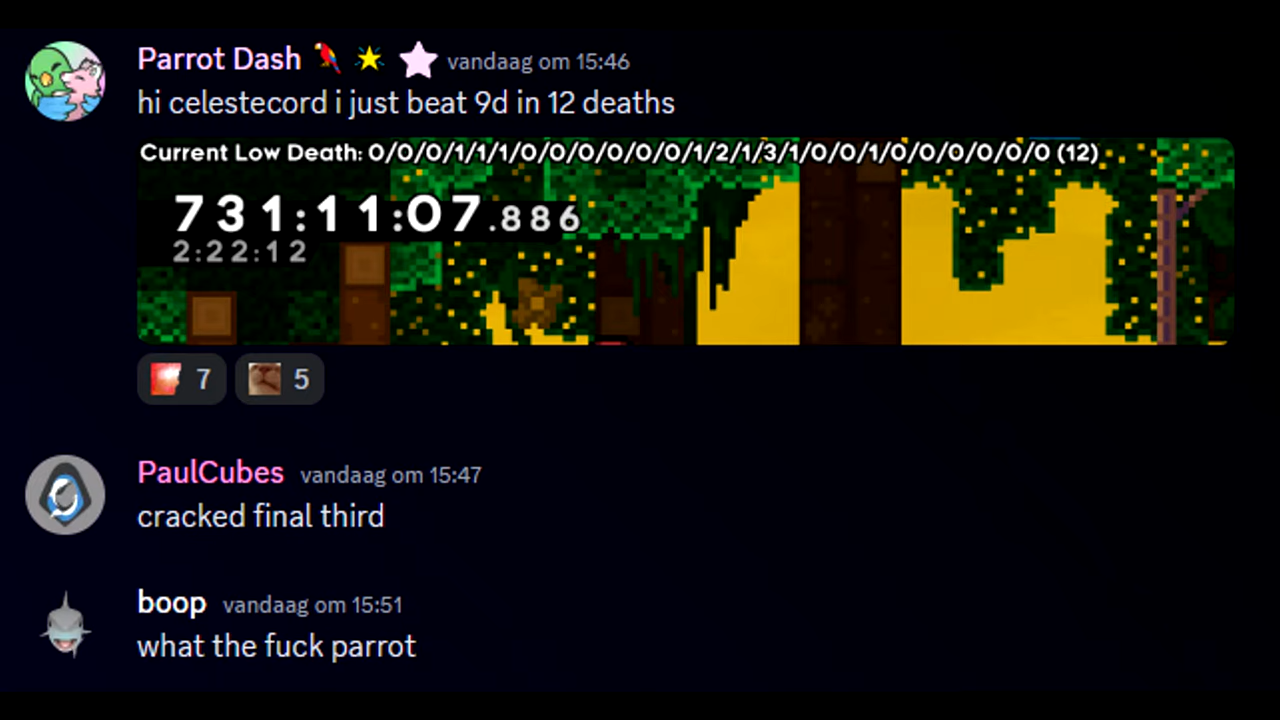 Parrot Dash vandaag om 15:46
hi celestecord i just beat 9d in 12 deaths
Current Low Death: 0/0/0/1/1/1/0/0/0/0/0/0/1/2/1/3/1/0/0/1/0/0/0/0/0/0 (12)
731:11:07.886
2:22:12
7 5
PaulCubes vandaag om 15:47
cracked final third
boop vandaag om 15:51
what the fuck parrot